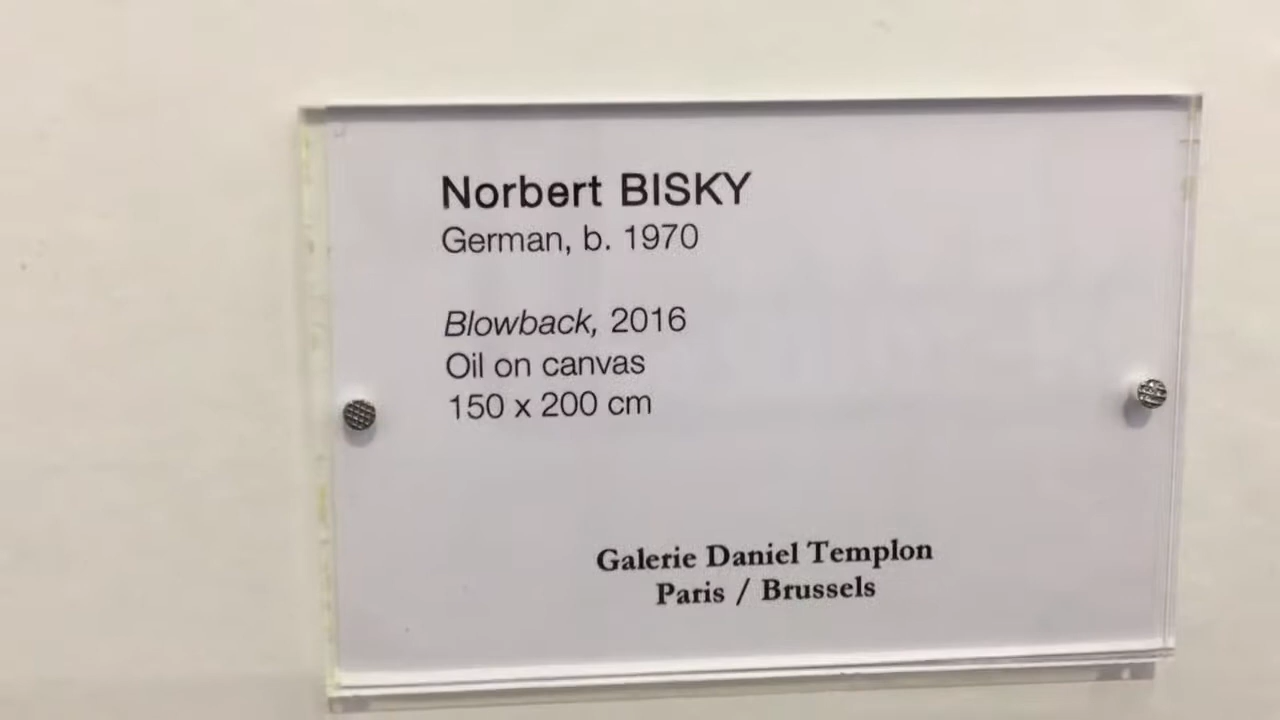 Norbert BISKY
German, b. 1970
Blowback, 2016
Oil on canvas
150 x 200 cm
Galerie Daniel Templon
Paris / Brussels